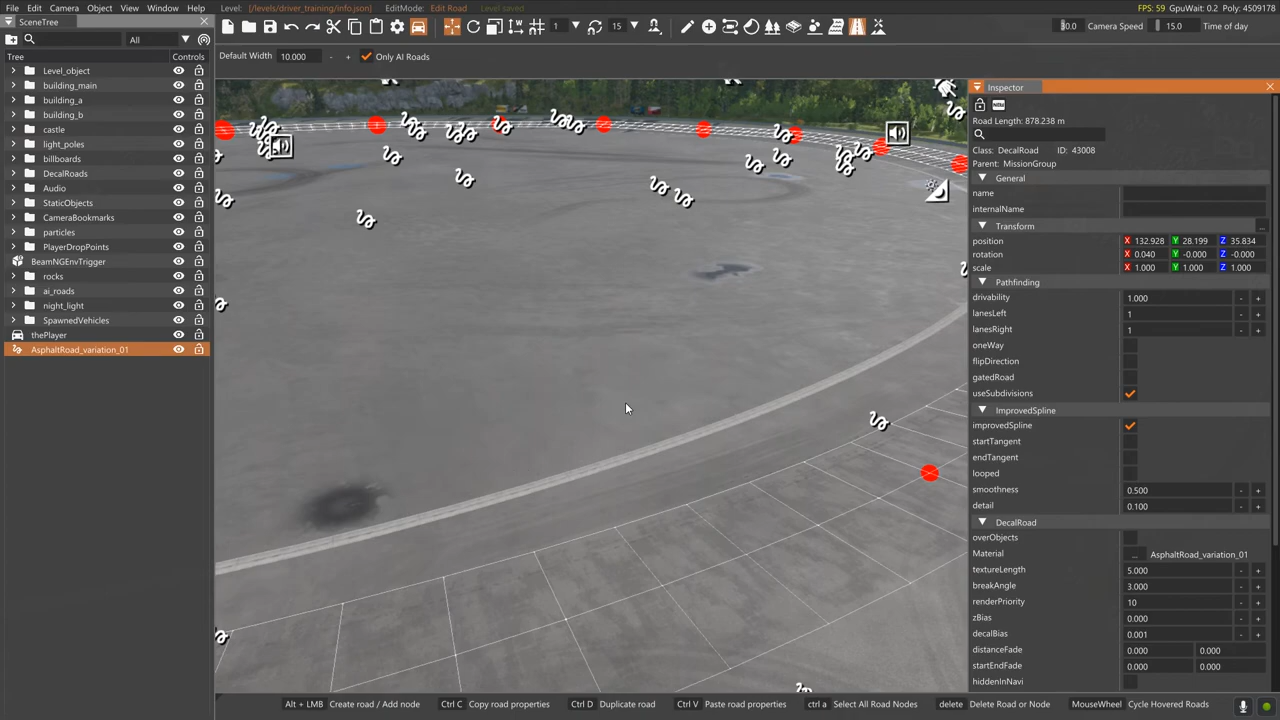 File Edit Camera Object Window Help
Level: [/levels/driver_training/info.json] EditMode: Edit Road Level saved
FPS: 59 GpuWait: 0.2 Poly: 4509178
SceneTree
All
1
15
Camera Speed 15.0 Time of day
Default Width 10.000 - + Only AI Roads
Tree Controls
Level_object
building_main
building_a
building_b
castle
light_poles
billboards
DecalRoads
Audio
StaticObjects
CameraBookmarks
particles
PlayerDropPoints
BeamNGEnvTrigger
rocks
ai_roads
night_light
SpawnedVehicles
thePlayer
AsphaltRoad_variation_01
Inspector
Road Length: 878.238 m
Class: DecalRoad ID: 43008
Parent: MissionGroup
General
name
internalName
Transform ...
position X 132.928 Y 28.199 Z 35.834
rotation X 0.040 Y -0.000 Z -0.000
scale X 1.000 Y 1.000 Z 1.000
Pathfinding
drivability 1.000 - +
lanesLeft 1 - +
lanesRight 1 - +
oneWay
flipDirection
gatedRoad
useSubdivisions
ImprovedSpline
improvedSpline
startTangent
endTangent
looped
smoothness 0.500 - +
detail 0.100 - +
DecalRoad
overObjects
Material ... AsphaltRoad_variation_01
textureLength 5.000 - +
breakAngle 3.000 - +
renderPriority 10 - +
zBias 0.000 - +
decalBias 0.001 - +
distanceFade 0.000 0.000
startEndFade 0.000 0.000
hiddenInNavi
Alt + LMB Create road / Add node Ctrl C Copy road properties Ctrl D Duplicate road Ctrl V Paste road properties ctrl a Select All Road Nodes delete Delete Road or Node MouseWheel Cycle Hovered Roads